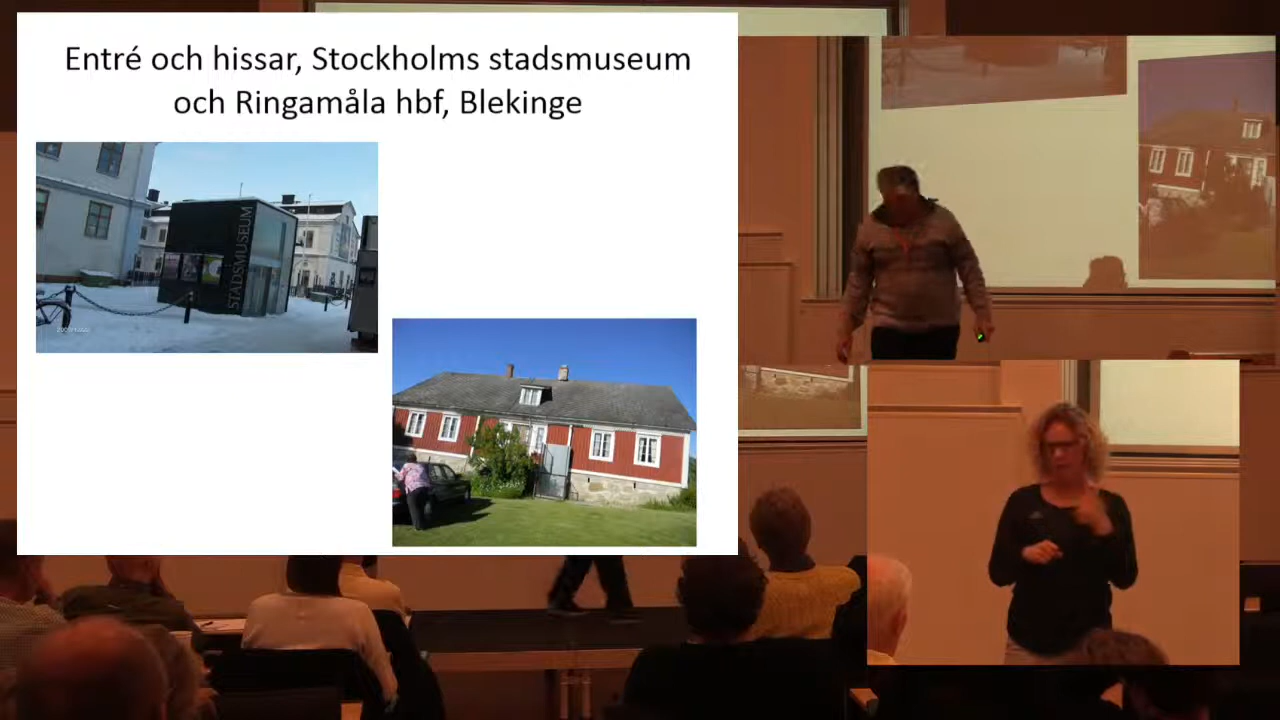 Entré och hissar, Stockholms stadsmuseum
och Ringamåla hbf, Blekinge
STADSMUSEUM